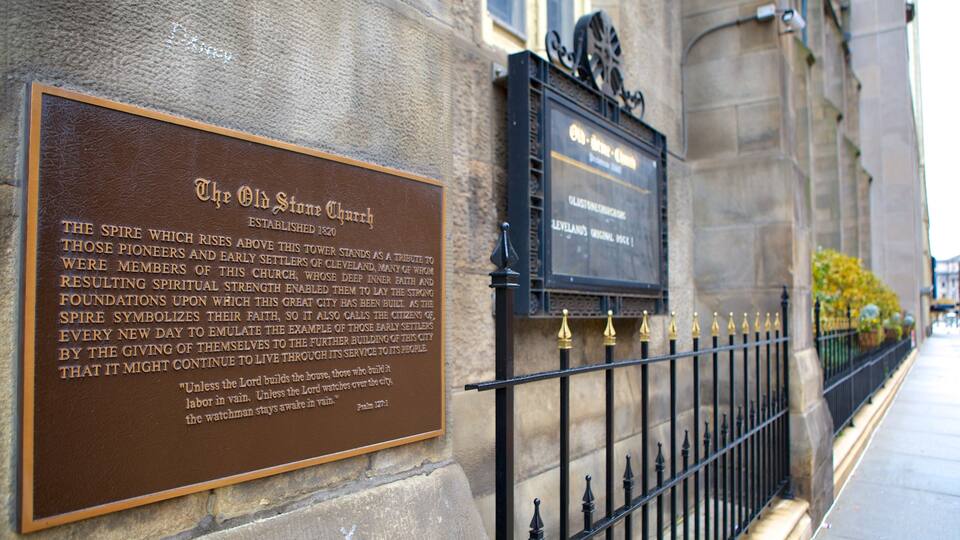 The Old Stone Church
ESTABLISHED 1820
THE SPIRE WHICH RISES ABOVE THIS TOWER STANDS AS A TRIBUTE TO
THOSE PIONEERS AND EARLY SETTLERS OF CLEVELAND, MANY OF WHOM
WERE MEMBERS OF THIS CHURCH, WHOSE DEEP INNER FAITH AND
RESULTING SPIRITUAL STRENGTH ENABLED THEM TO LAY THE STRONG
FOUNDATIONS UPON WHICH THIS GREAT CITY HAS BEEN BUILT. AS THE
SPIRE SYMBOLIZES THEIR FAITH, SO IT ALSO CALLS THE CITIZENS OF
EVERY NEW DAY TO EMULATE THE EXAMPLE OF THOSE EARLY SETTLERS
BY THE GIVING OF THEMSELVES TO THE FURTHER BUILDING OF THIS CITY
THAT IT MIGHT CONTINUE TO LIVE THROUGH ITS SERVICE TO ITS PEOPLE.
"Unless the Lord builds the house, those who build it
labor in vain. Unless the Lord watches over the city,
the watchman stays awake in vain."
Psalm 127:1
Old · Stone · Church
OLDSTONECHURCH.ORG
CLEVELAND'S ORIGINAL ROCK !